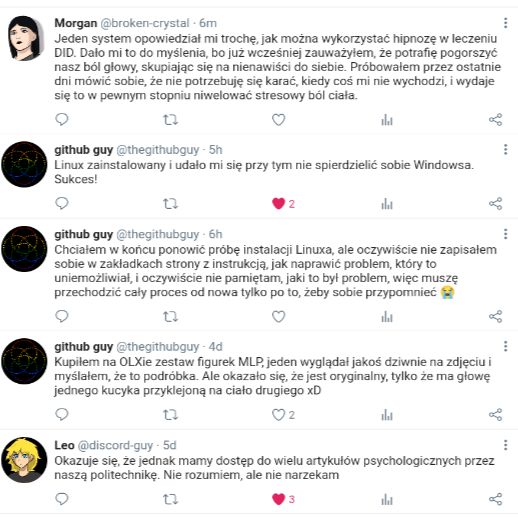 Morgan @broken-crystal · 6m
Jeden system opowiedział mi trochę, jak można wykorzystać hipnozę w leczeniu
DID. Dało mi to do myślenia, bo już wcześniej zauważyłem, że potrafię pogorszyć
nasz ból głowy, skupiając się na nienawiści do siebie. Próbowałem przez ostatnie
dni mówić sobie, że nie potrzebuję się karać, kiedy coś mi nie wychodzi, i wydaje
się to w pewnym stopniu niwelować stresowy ból ciała.
github guy @thegithubguy · 5h
Linux zainstalowany i udało mi się przy tym nie spierdzielić sobie Windowsa.
Sukces!
2
github guy @thegithubguy · 6h
Chciałem w końcu ponowić próbę instalacji Linuxa, ale oczywiście nie zapisałem
sobie w zakładkach strony z instrukcją, jak naprawić problem, który to
uniemożliwiał, i oczywiście nie pamiętam, jaki to był problem, więc muszę
przechodzić cały proces od nowa tylko po to, żeby sobie przypomnieć 😭
github guy @thegithubguy · 4d
Kupiłem na OLXie zestaw figurek MLP, jeden wyglądał jakoś dziwnie na zdjęciu i
myślałem, że to podróbka. Ale okazało się, że jest oryginalny, tylko że ma głowę
jednego kucyka przyklejoną na ciało drugiego xD
2
Leo @discord-guy · 5d
Okazuje się, że jednak mamy dostęp do wielu artykułów psychologicznych przez
naszą politechnikę. Nie rozumiem, ale nie narzekam
3